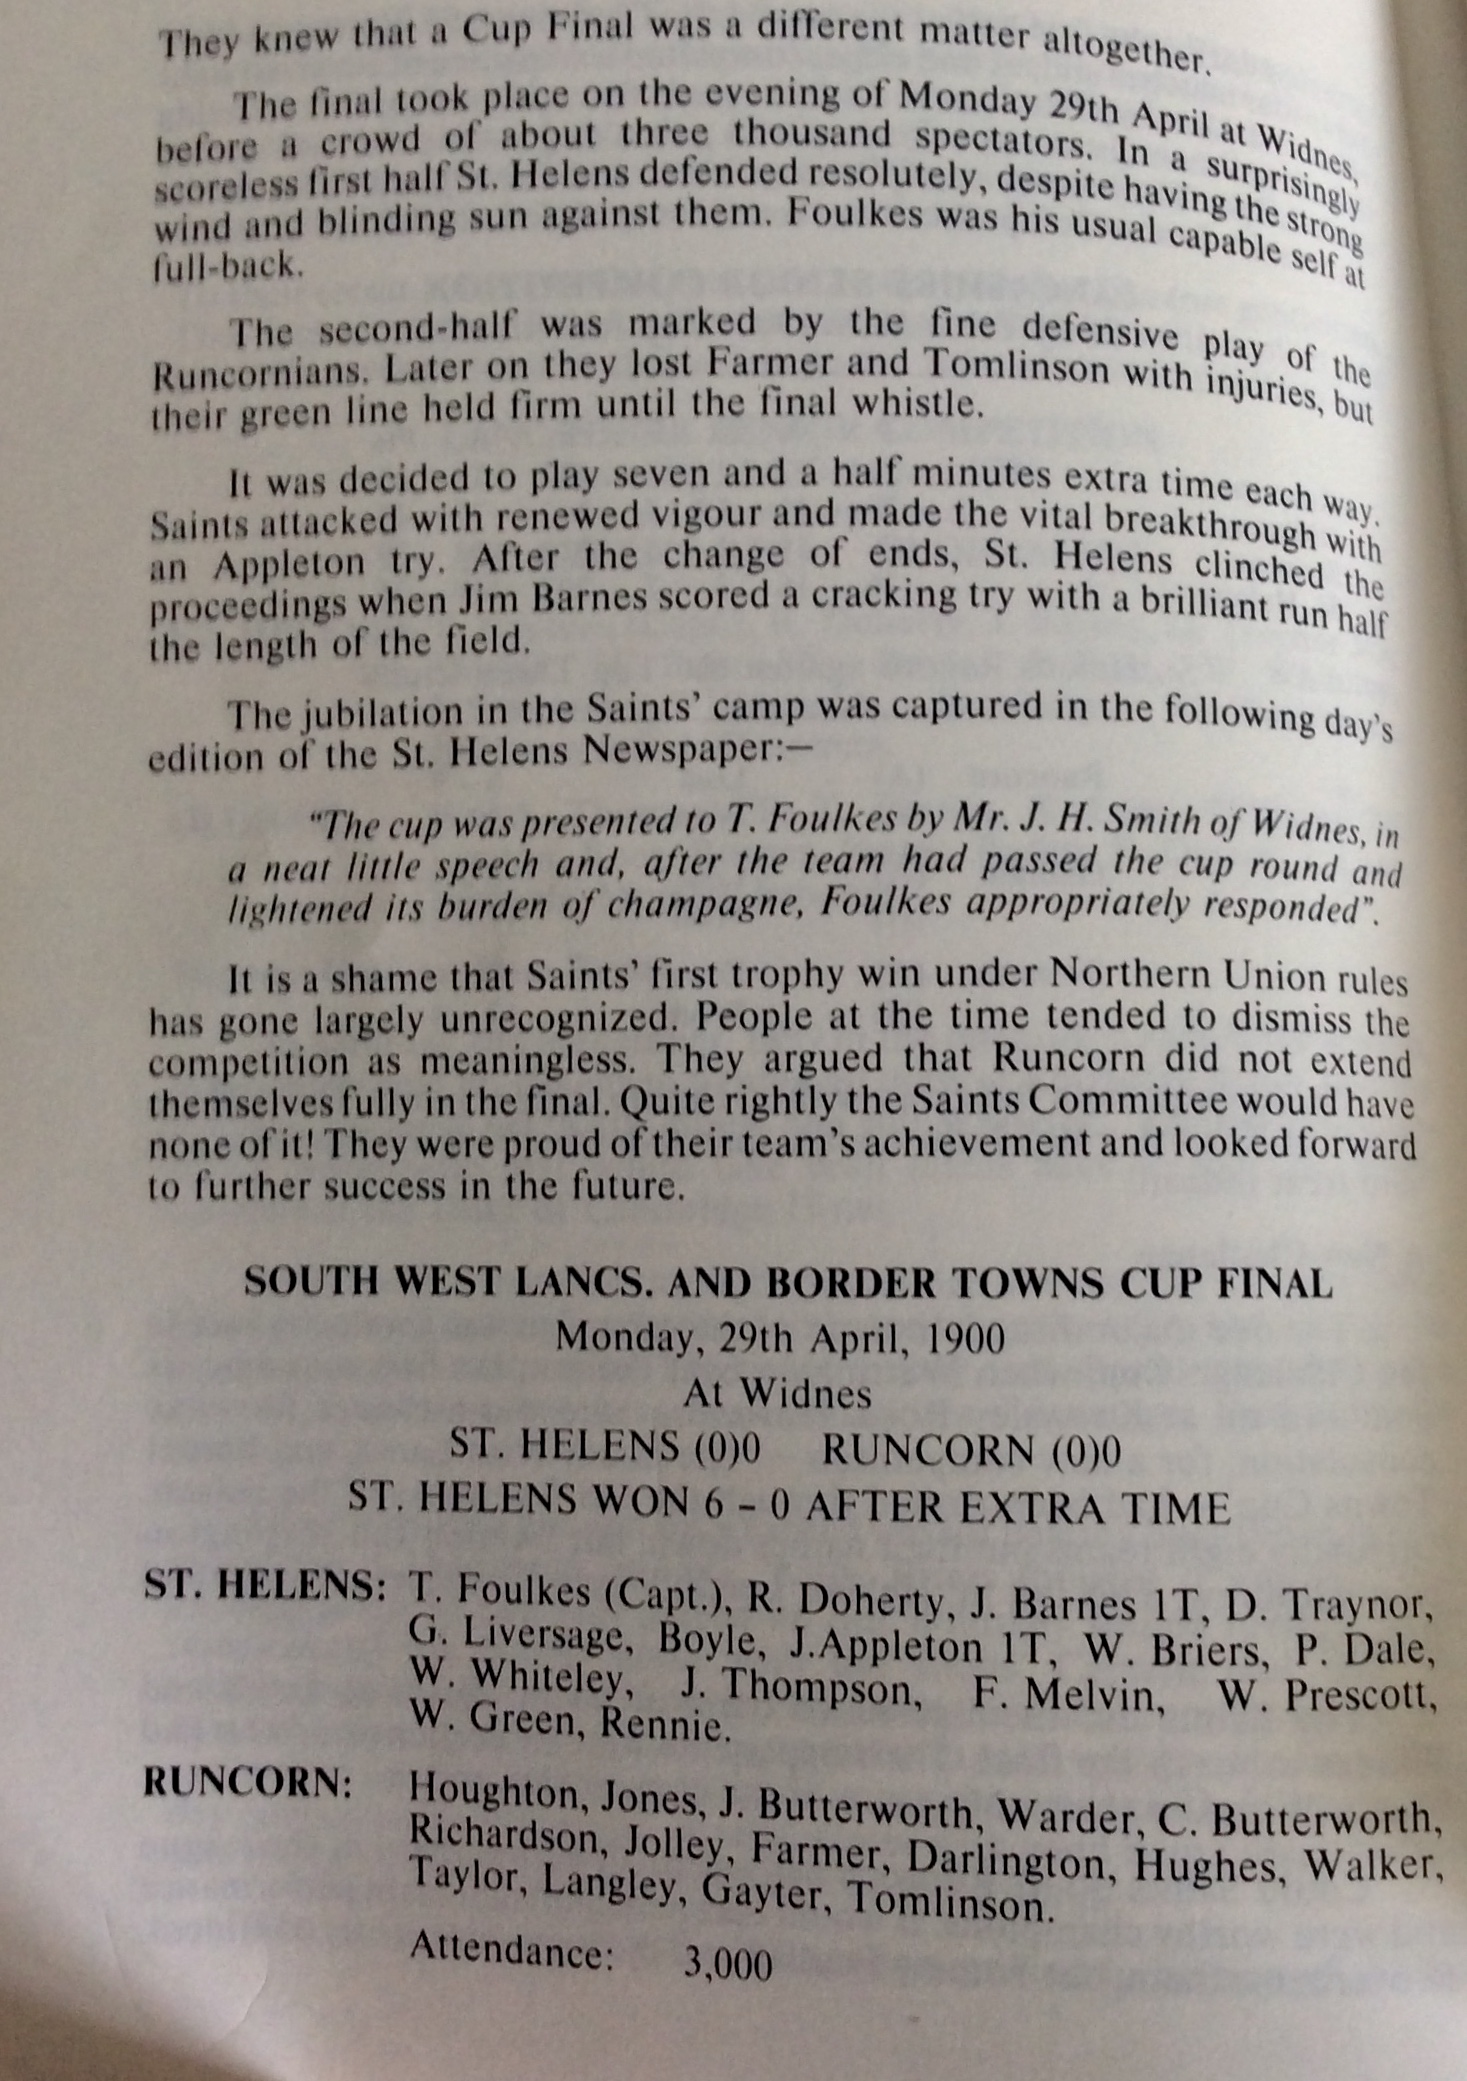 They knew that a Cup Final was a different matter altogether.
The final took place on the evening of Monday 29th April at Widnes,
before a crowd of about three thousand spectators. In a surprisingly
scoreless first half St. Helens defended resolutely, despite having the strong
wind and blinding sun against them. Foulkes was his usual capable self at
full-back.
The second-half was marked by the fine defensive play of the
Runcornians. Later on they lost Farmer and Tomlinson with injuries, but
their green line held firm until the final whistle.
It was decided to play seven and a half minutes extra time each way.
Saints attacked with renewed vigour and made the vital breakthrough with
an Appleton try. After the change of ends, St. Helens clinched the
proceedings when Jim Barnes scored a cracking try with a brilliant run half
the length of the field.
The jubilation in the Saints' camp was captured in the following day's
edition of the St. Helens Newspaper:—
"The cup was presented to T. Foulkes by Mr. J. H. Smith of Widnes, in
a neat little speech and, after the team had passed the cup round and
lightened its burden of champagne, Foulkes appropriately responded".
It is a shame that Saints' first trophy win under Northern Union rules
has gone largely unrecognized. People at the time tended to dismiss the
competition as meaningless. They argued that Runcorn did not extend
themselves fully in the final. Quite rightly the Saints Committee would have
none of it! They were proud of their team's achievement and looked forward
to further success in the future.
SOUTH WEST LANCS. AND BORDER TOWNS CUP FINAL
Monday, 29th April, 1900
At Widnes
ST. HELENS (0)0 RUNCORN (0)0
ST. HELENS WON 6 – 0 AFTER EXTRA TIME
ST. HELENS: T. Foulkes (Capt.), R. Doherty, J. Barnes 1T, D. Traynor,
G. Liversage, Boyle, J.Appleton 1T, W. Briers, P. Dale,
W. Whiteley, J. Thompson, F. Melvin, W. Prescott,
W. Green, Rennie.
RUNCORN: Houghton, Jones, J. Butterworth, Warder, C. Butterworth,
Richardson, Jolley, Farmer, Darlington, Hughes, Walker,
Taylor, Langley, Gayter, Tomlinson.
Attendance: 3,000